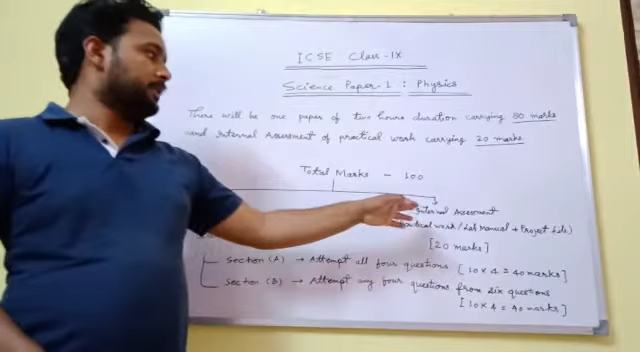 ICSE Class-IX
Science Paper-1 : Physics
There will be one paper of two hours duration carrying 80 marks
and Internal Assessment of practical work carrying 20 marks.
Total Marks - 100
Internal Assessment
Practical work/Lab Manual + Project file)
[20 marks]
Section (A) → Attempt all four questions [10 x 4 = 40 marks]
Section (B) → Attempt any four questions from six questions
[10 x 4 = 40 marks]